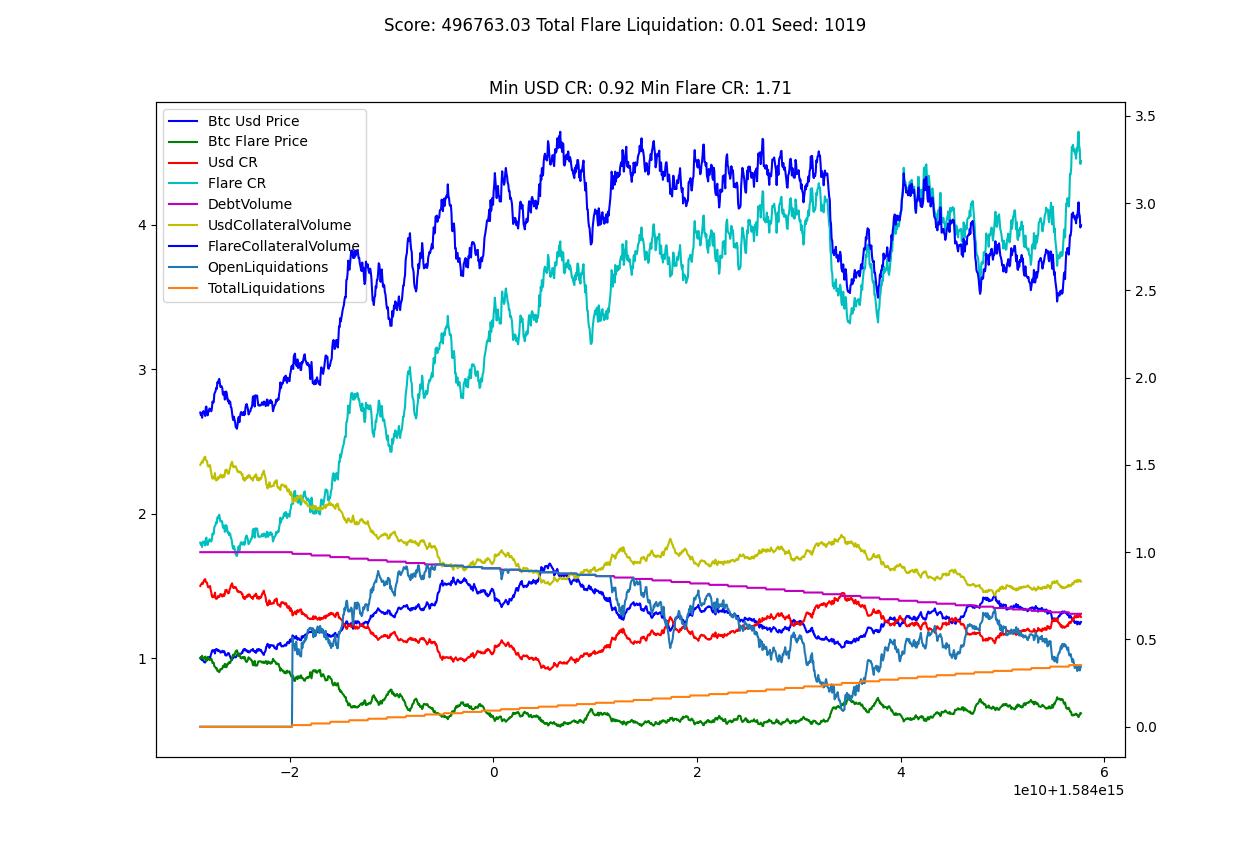 Score: 496763.03 Total Flare Liquidation: 0.01 Seed: 1019
Min USD CR: 0.92 Min Flare CR: 1.71
Btc Usd Price
Btc Flare Price
Usd CR
Flare CR
DebtVolume
UsdCollateralVolume
FlareCollateralVolume
OpenLiquidations
TotalLiquidations
4
3
2
1
3.5
3.0
2.5
2.0
1.5
1.0
0.5
0.0
−2
0
2
4
6
1e10+1.584e15